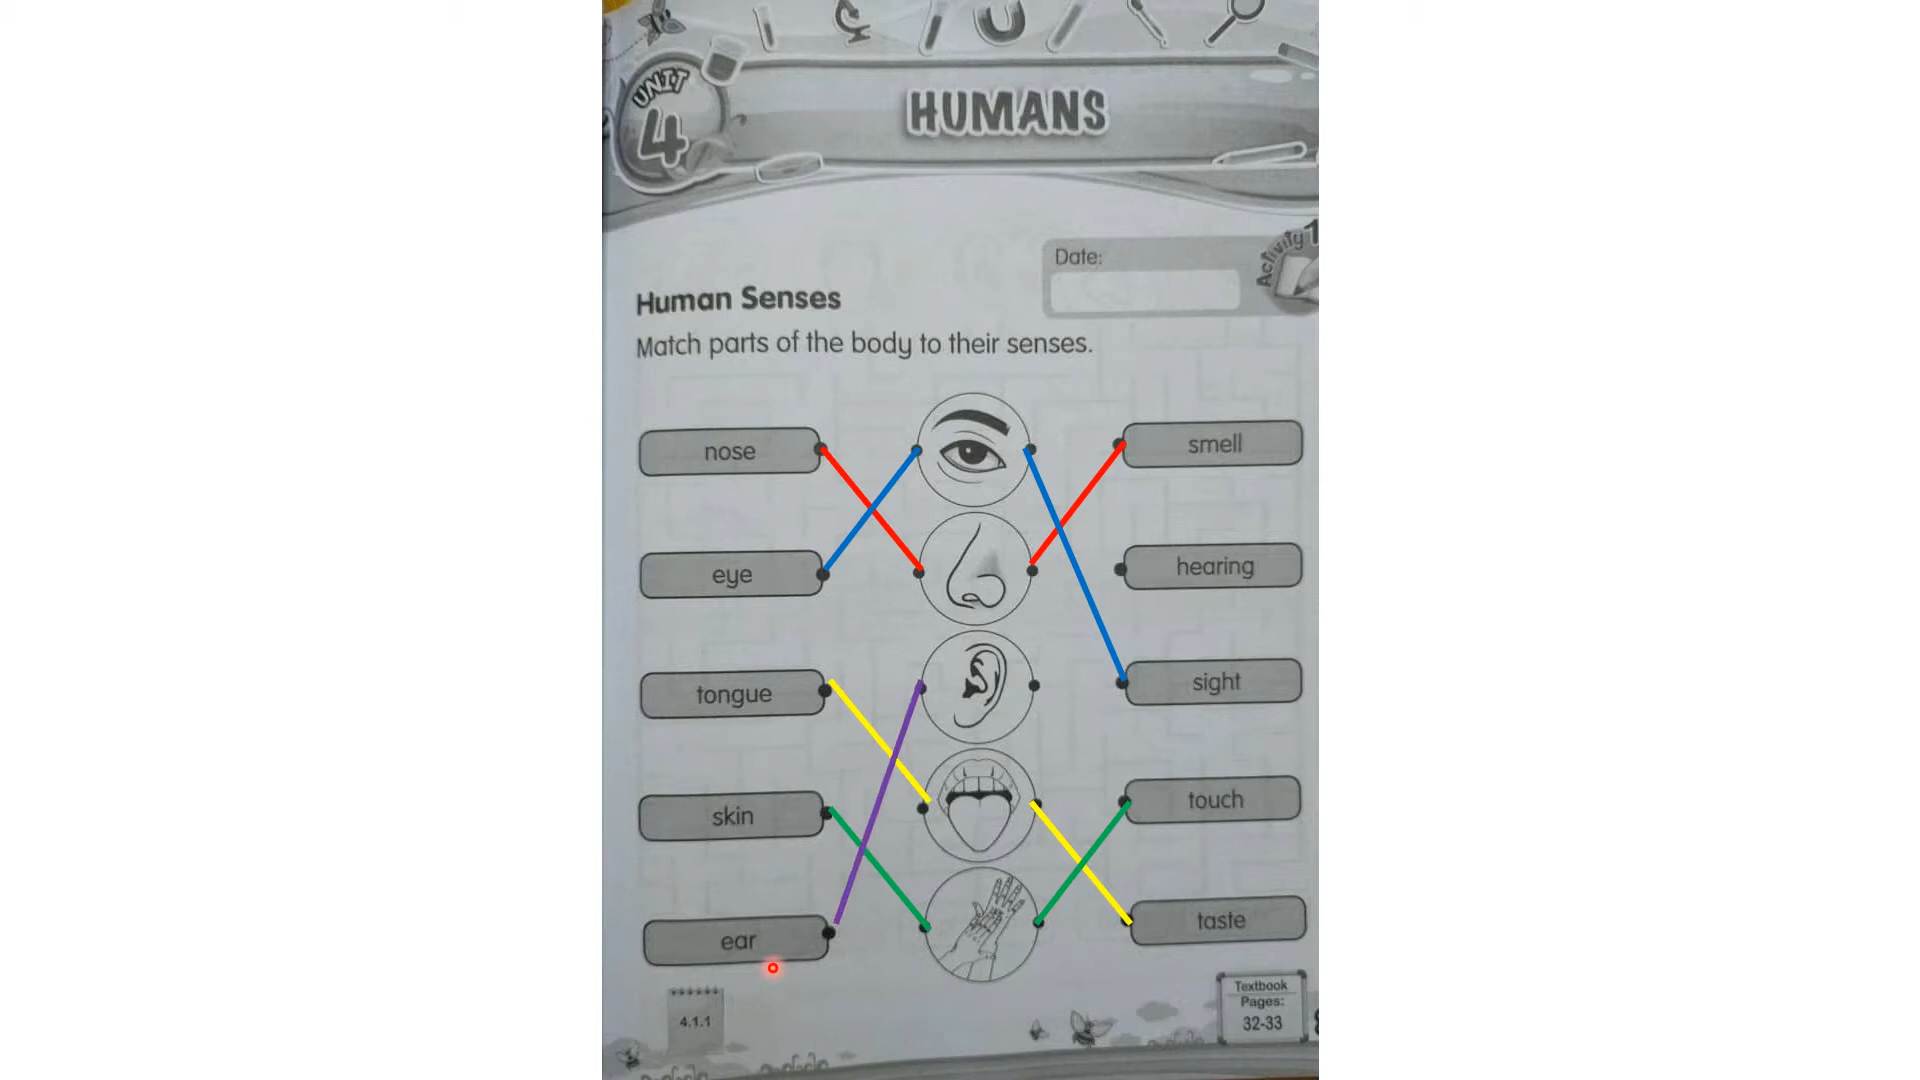 UNIT
4
HUMANS
Date:
Activity 1
Human Senses
Match parts of the body to their senses.
nose
smell
eye
hearing
tongue
sight
skin
touch
ear
taste
4.1.1
Textbook
Pages:
32-33